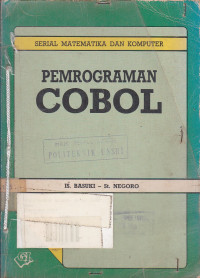 SERIAL MATEMATIKA DAN KOMPUTER
PEMROGRAMAN
COBOL
POLITEKNIK
BASUKI - St. NEGORO